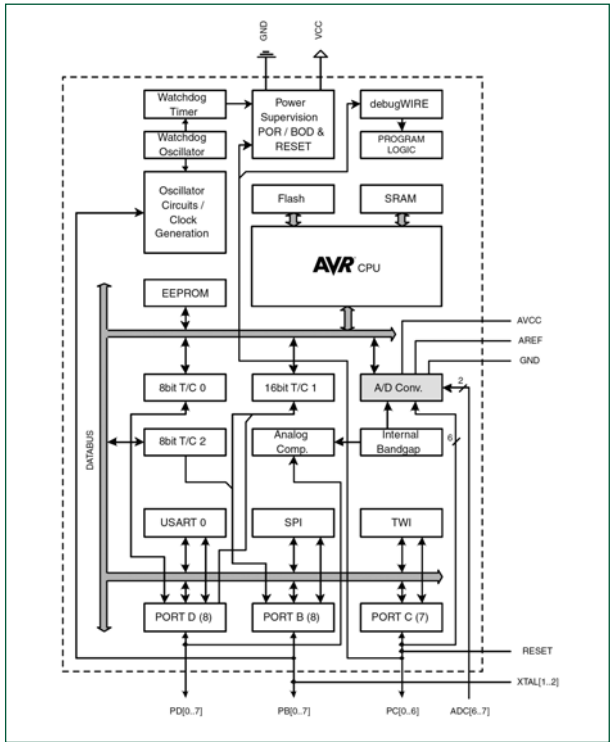 GND
VCC
Watchdog
Timer
Power
Supervision
POR / BOD &
RESET
debugWIRE
Watchdog
Oscillator
PROGRAM
LOGIC
Oscillator
Circuits /
Clock
Generation
Flash
SRAM
AVR CPU
EEPROM
AVCC
AREF
GND
8bit T/C 0
16bit T/C 1
A/D Conv.
2
DATABUS
8bit T/C 2
Analog
Comp.
Internal
Bandgap
6
USART 0
SPI
TWI
PORT D (8)
PORT B (8)
PORT C (7)
RESET
XTAL[1..2]
PD[0..7]
PB[0..7]
PC[0..6]
ADC[6..7]